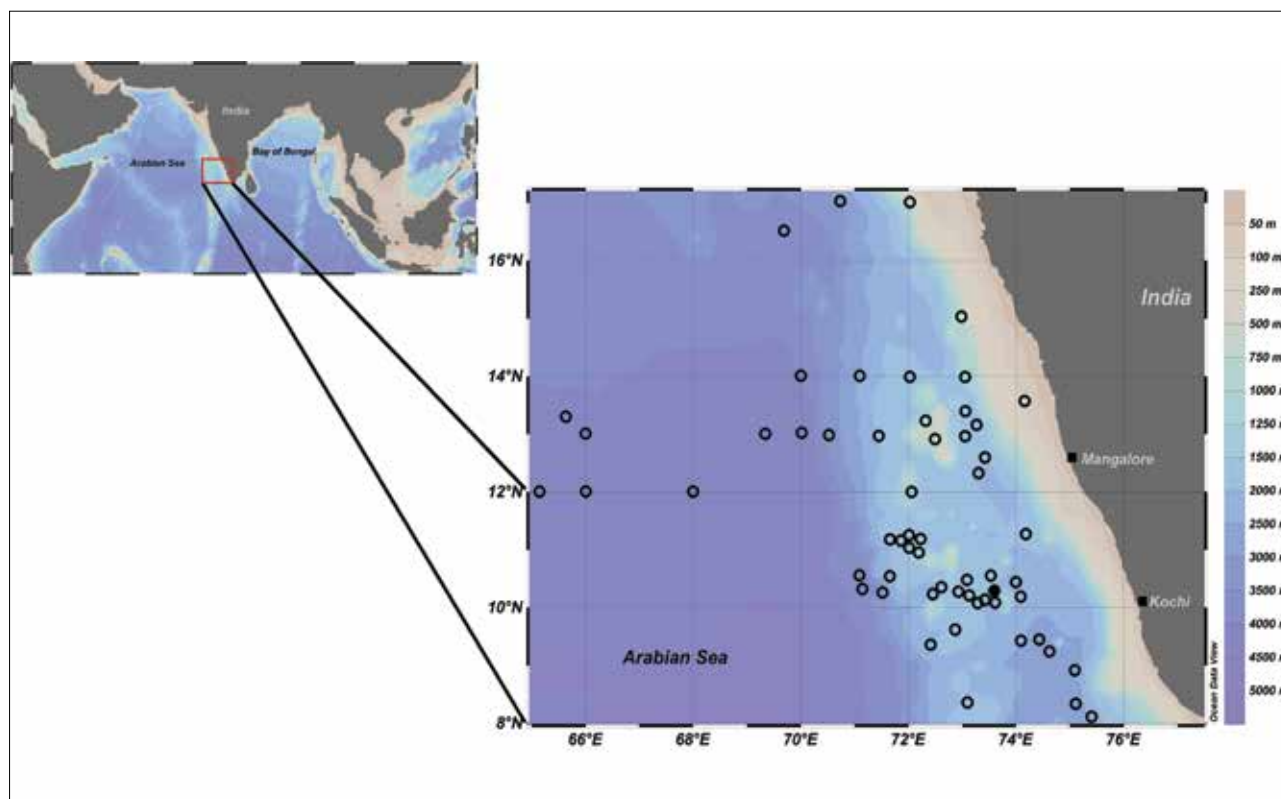 India
Arabian Sea
Bay of Bengal
India
Mangalore
Kochi
Arabian Sea
16°N
14°N
12°N
10°N
8°N
66°E
68°E
70°E
72°E
74°E
76°E
50 m
100 m
250 m
500 m
750 m
1000 m
1250 m
1500 m
2000 m
2500 m
3000 m
3500 m
4000 m
4500 m
5000 m
Ocean Data View